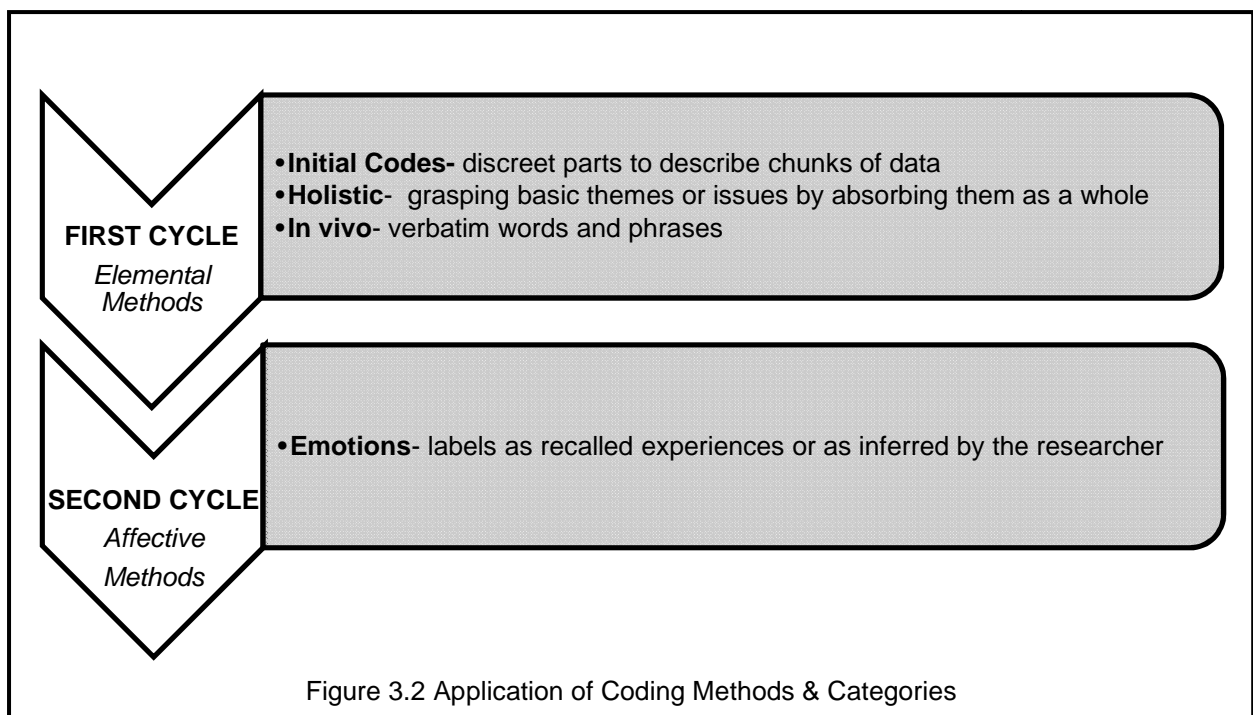 FIRST CYCLE
Elemental
Methods
•Initial Codes- discreet parts to describe chunks of data
•Holistic-  grasping basic themes or issues by absorbing them as a whole
•In vivo- verbatim words and phrases
SECOND CYCLE
Affective
Methods
•Emotions- labels as recalled experiences or as inferred by the researcher
Figure 3.2 Application of Coding Methods & Categories